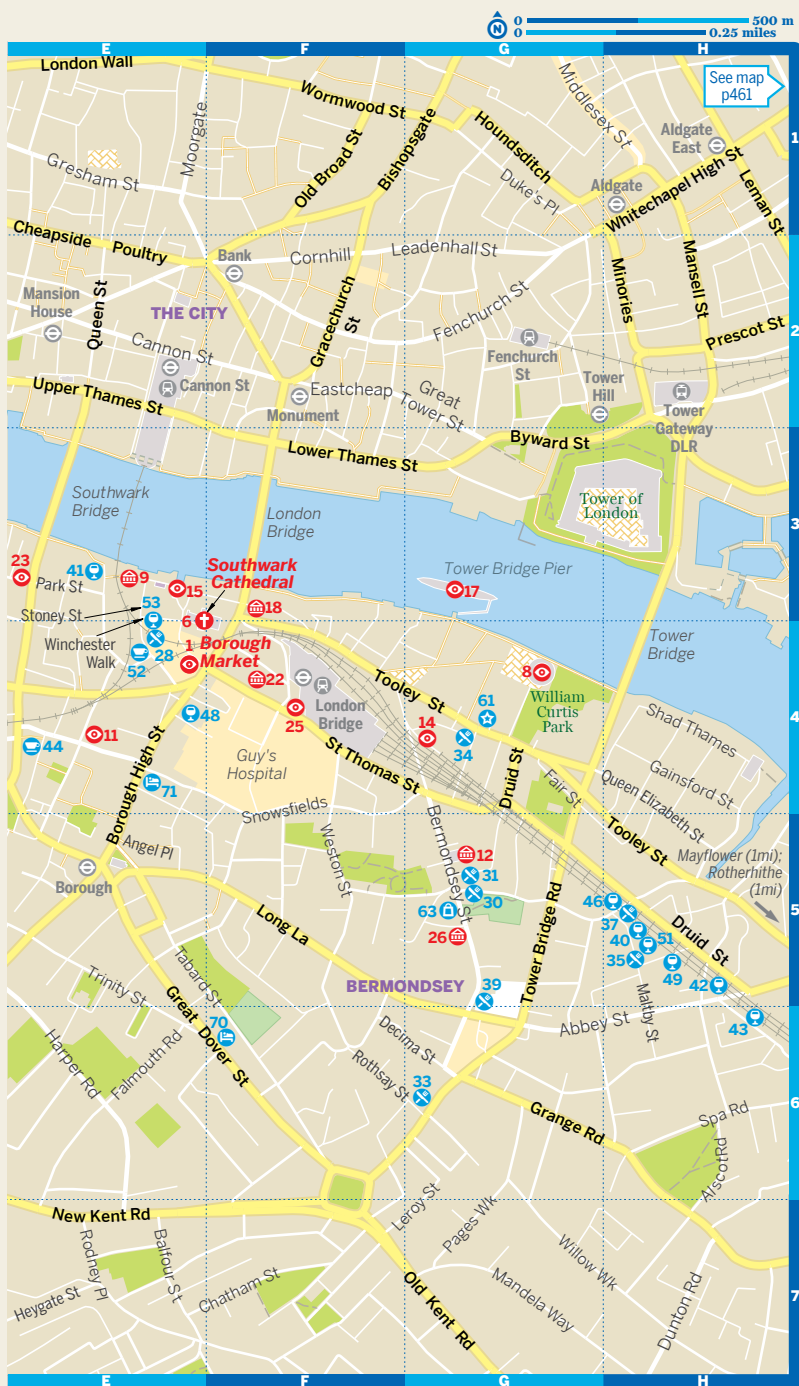 0 500 m
0 0.25 miles
N
E F G H
London Wall
Wormwood St
Middlesex St
See map
p461
Moorgate
Houndsditch
Aldgate
East
1
Gresham St
Old Broad St
Bishopsgate
Duke's Pl
Aldgate
Whitechapel High St
Leman St
Cheapside
Poultry
Bank
Cornhill
Leadenhall St
Mansion
House
Queen St
THE CITY
Gracechurch
St
Fenchurch St
Minories
Mansell St
2
Cannon St
Fenchurch
St
Prescot St
Upper Thames St
Cannon St
Monument
Eastcheap
Great
Tower St
Tower
Hill
Tower
Gateway
DLR
Lower Thames St
Byward St
Southwark
Bridge
London
Bridge
Tower of
London
3
23
41
9
Southwark
Cathedral
Tower Bridge Pier
Park St
15
17
53
18
Stoney St
6
Winchester
Walk
28
52
1
Borough
Market
22
Tower
Bridge
Tooley St
8
William
Curtis
Park
London
Bridge
61
48
25
14
34
4
44
11
Borough High St
Guy's
Hospital
St Thomas St
Druid St
Shad Thames
Gainsford St
Fair St
Queen Elizabeth St
71
Snowsfields
Tooley St
Angel Pl
Weston St
Bermondsey St
12
Mayflower (1mi);
Rotherhithe
(1mi)
Borough
31
30
46
37
63
Long La
26
Tower Bridge Rd
40
51
Druid St
5
35
49
BERMONDSEY
39
42
Trinity St
Tabard St
Great Dover St
Maltby St
43
70
Decima St
Abbey St
Harper Rd
Falmouth Rd
Rothsay St
33
Grange Rd
Spa Rd
6
Alscot Rd
New Kent Rd
Leroy St
Pages Wk
Willow Wk
Rodney Pl
Balfour St
Heygate St
Chatham St
Old Kent Rd
Mandela Way
Dunton Rd
7
E F G H